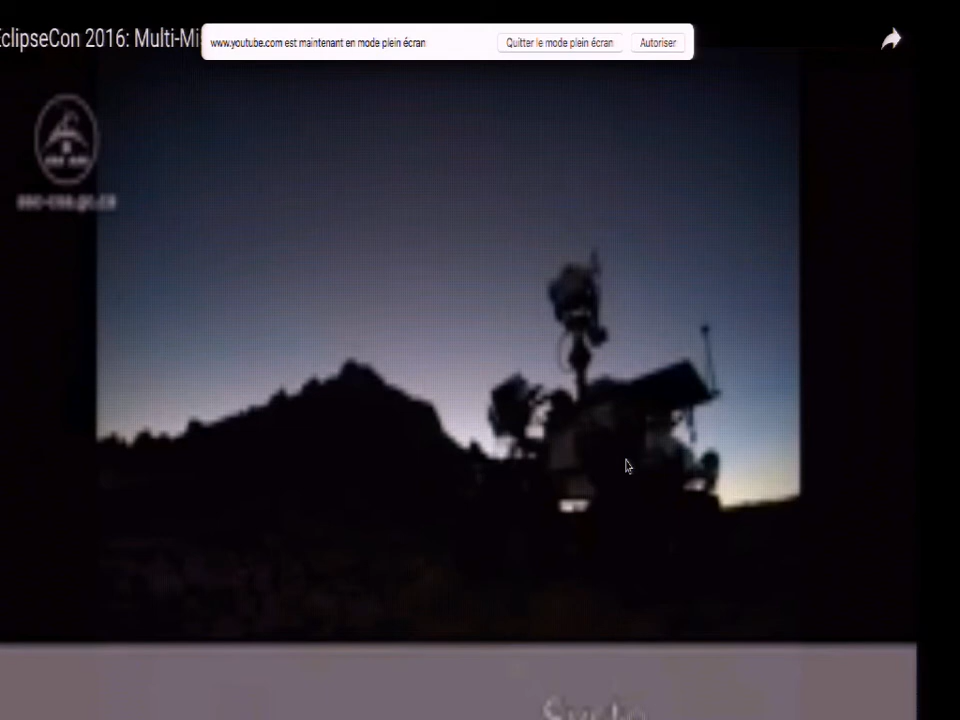 EclipseCon 2016: Multi-Mi
www.youtube.com est maintenant en mode plein écran
Quitter le mode plein écran
Autoriser
asc-csa.gc.ca